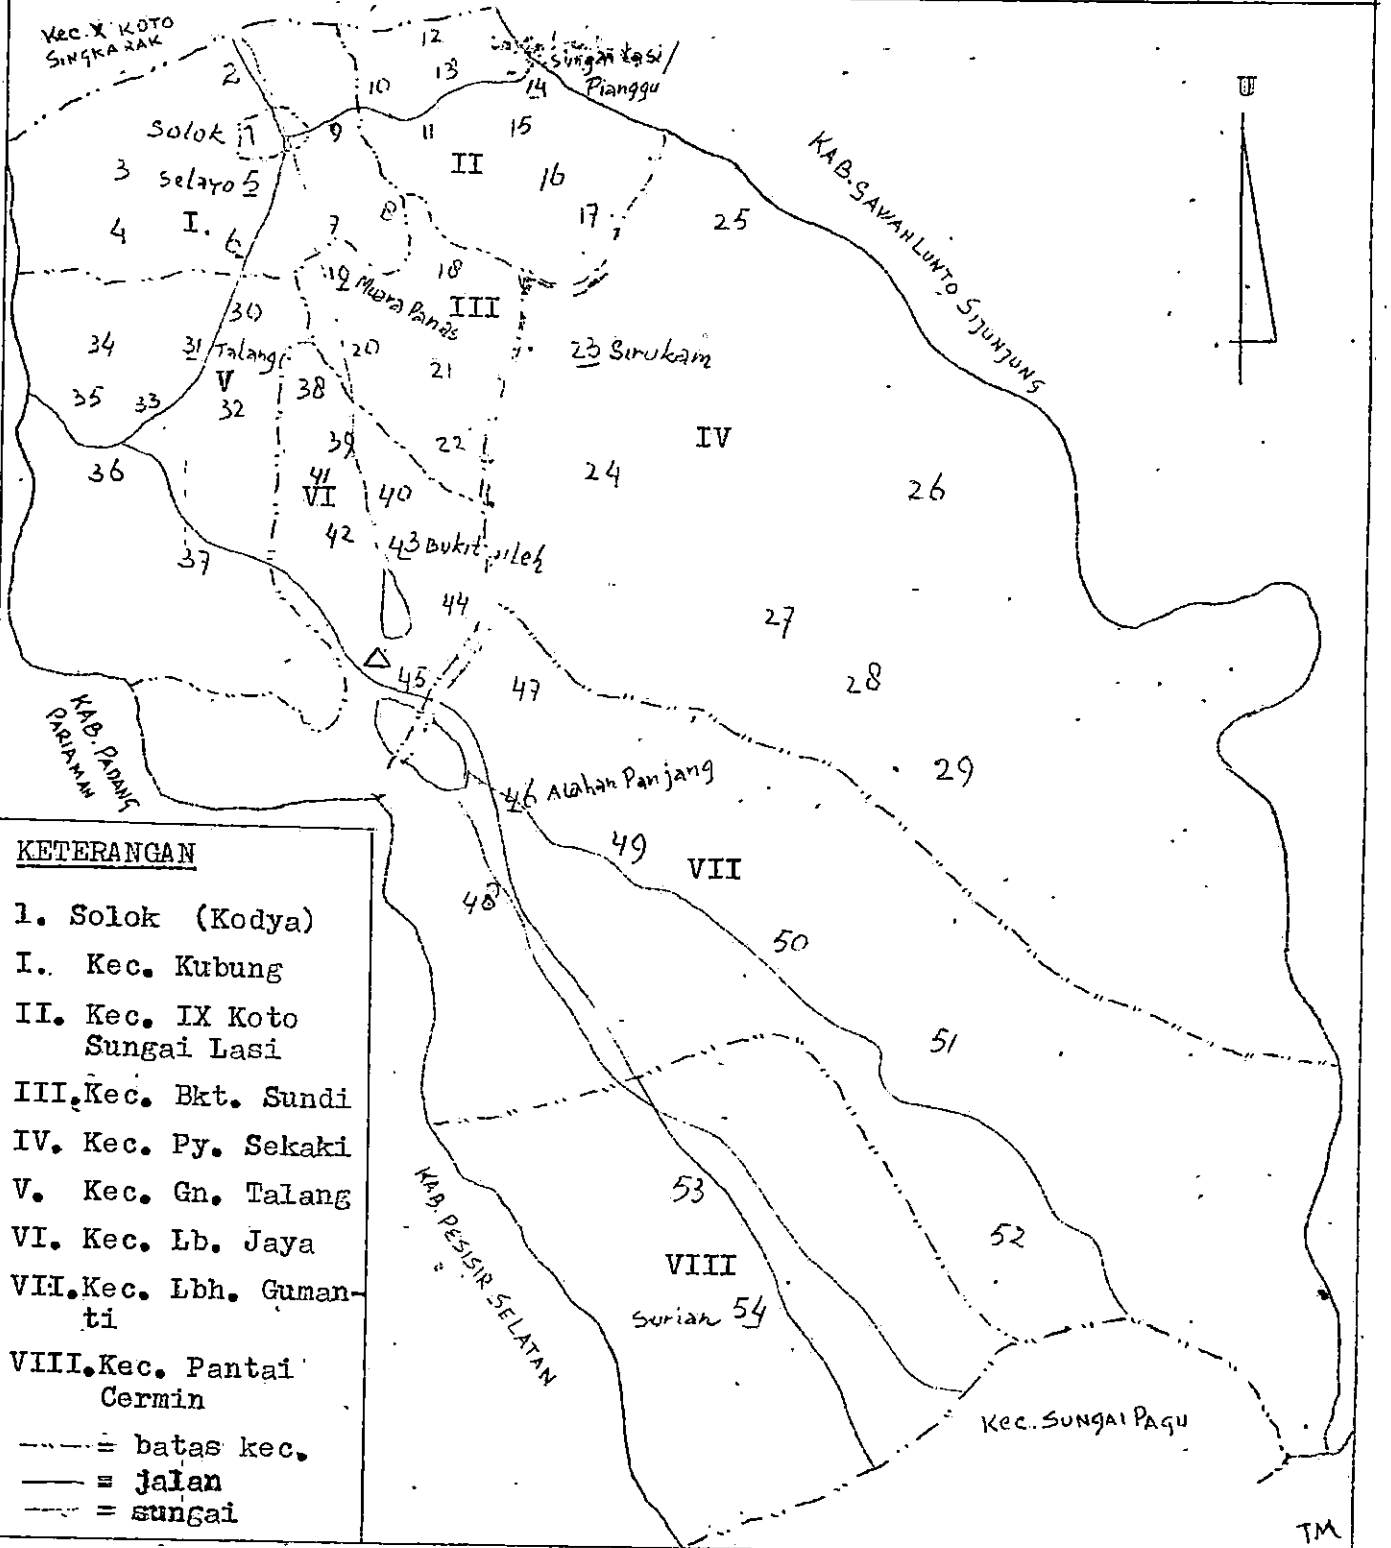 Kec. X KOTO
SINGKARAK
12
2
10
13
Sungai Lasi/
Pianggu
14
U
Solok 1
9
11
15
II
3
Selayo 5
16
KAB. SAWAHLUNTO SIJUNJUNG
I.
4
6
7
8
17
25
19 Muara Panas
18
III
30
34
31 Talang
20
21
23 Sirukam
V
35
33
32
38
39
22
IV
36
41
VI
40
24
26
42
43 Bukit Sileh
37
44
27
45
47
28
KAB. PADANG
PARIAMAN
29
46 Alahan Panjang
49
VII
48
50
51
53
52
KAB. PESISIR SELATAN
VIII
Surian 54
Kec. SUNGAI PAGU
TM
KETERANGAN
1. Solok (Kodya)
I. Kec. Kubung
II. Kec. IX Koto
Sungai Lasi
III. Kec. Bkt. Sundi
IV. Kec. Py. Sekaki
V. Kec. Gn. Talang
VI. Kec. Lb. Jaya
VII. Kec. Lbh. Guman-
ti
VIII. Kec. Pantai
Cermin
= batas kec.
= jalan
= sungai